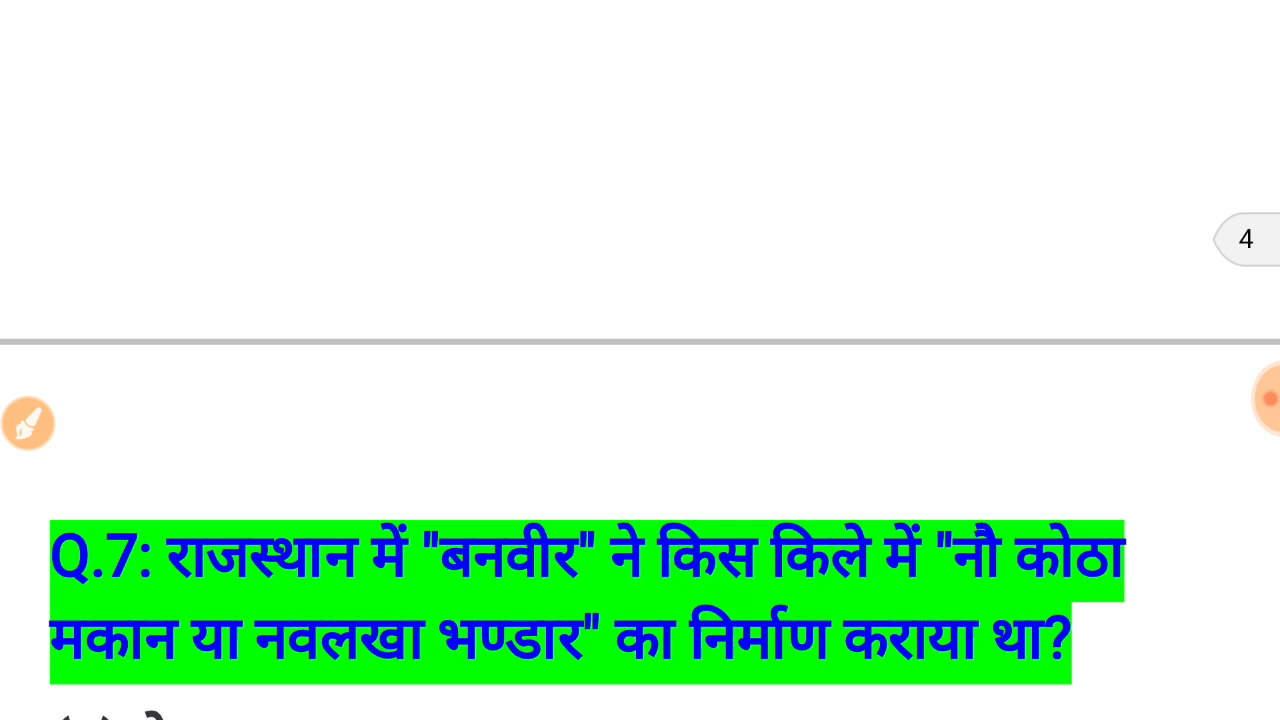 4
Q.7: राजस्थान में "बनवीर" ने किस किले में "नौ कोठा
मकान या नवलखा भण्डार" का निर्माण कराया था?